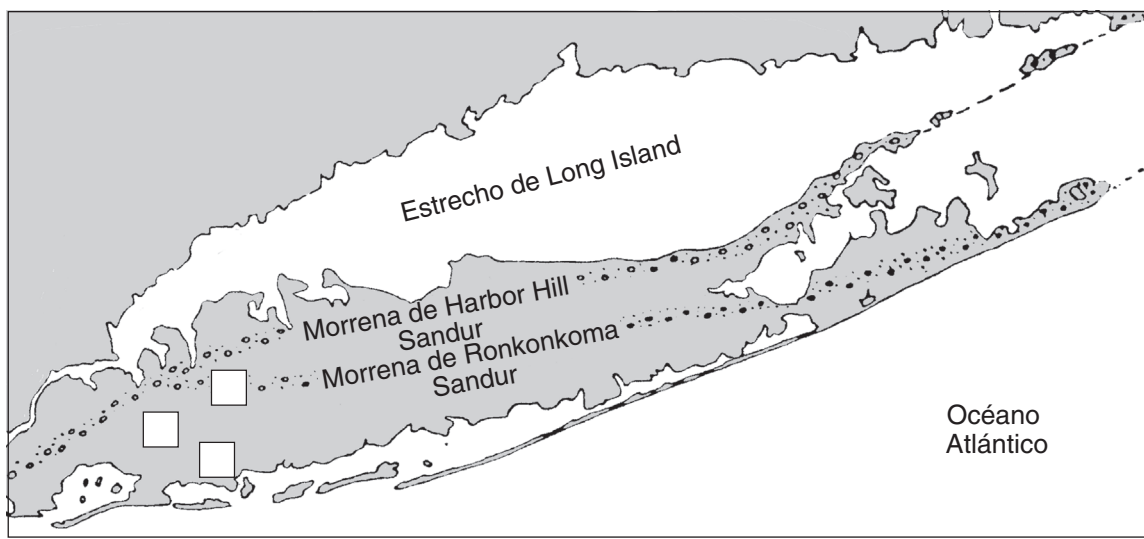 Estrecho de Long Island
Morrena de Harbor Hill
Sandur
Morrena de Ronkonkoma
Sandur
Océano
Atlántico